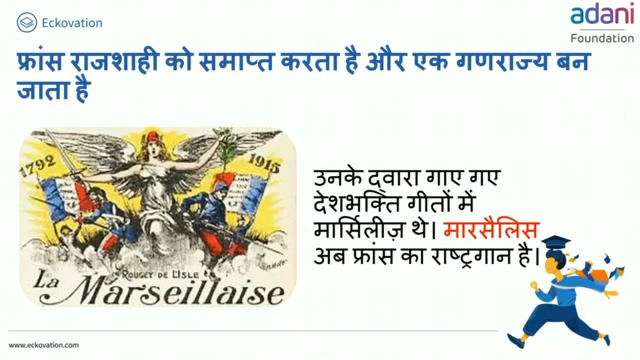 Eckovation
adani
Foundation
फ्रांस राजशाही को समाप्त करता है और एक गणराज्य बन
जाता है
1792
1915
उनके द्वारा गाए गए
देशभक्ति गीतों में
मार्सिलीज़ थे। मारसैलिस
अब फ्रांस का राष्ट्रगान है।
ROUGET DE L'ISLE
La Marseillaise
www.eckovation.com